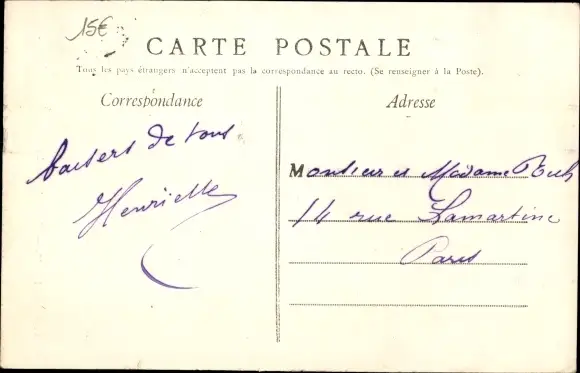 15€
CARTE POSTALE
Tous les pays étrangers n'acceptent pas la correspondance au recto. (Se renseigner à la Poste).
Correspondance
Adresse
baisers de tous
Henriette
Monsieur et Madame
14 rue Lamartine
Paris